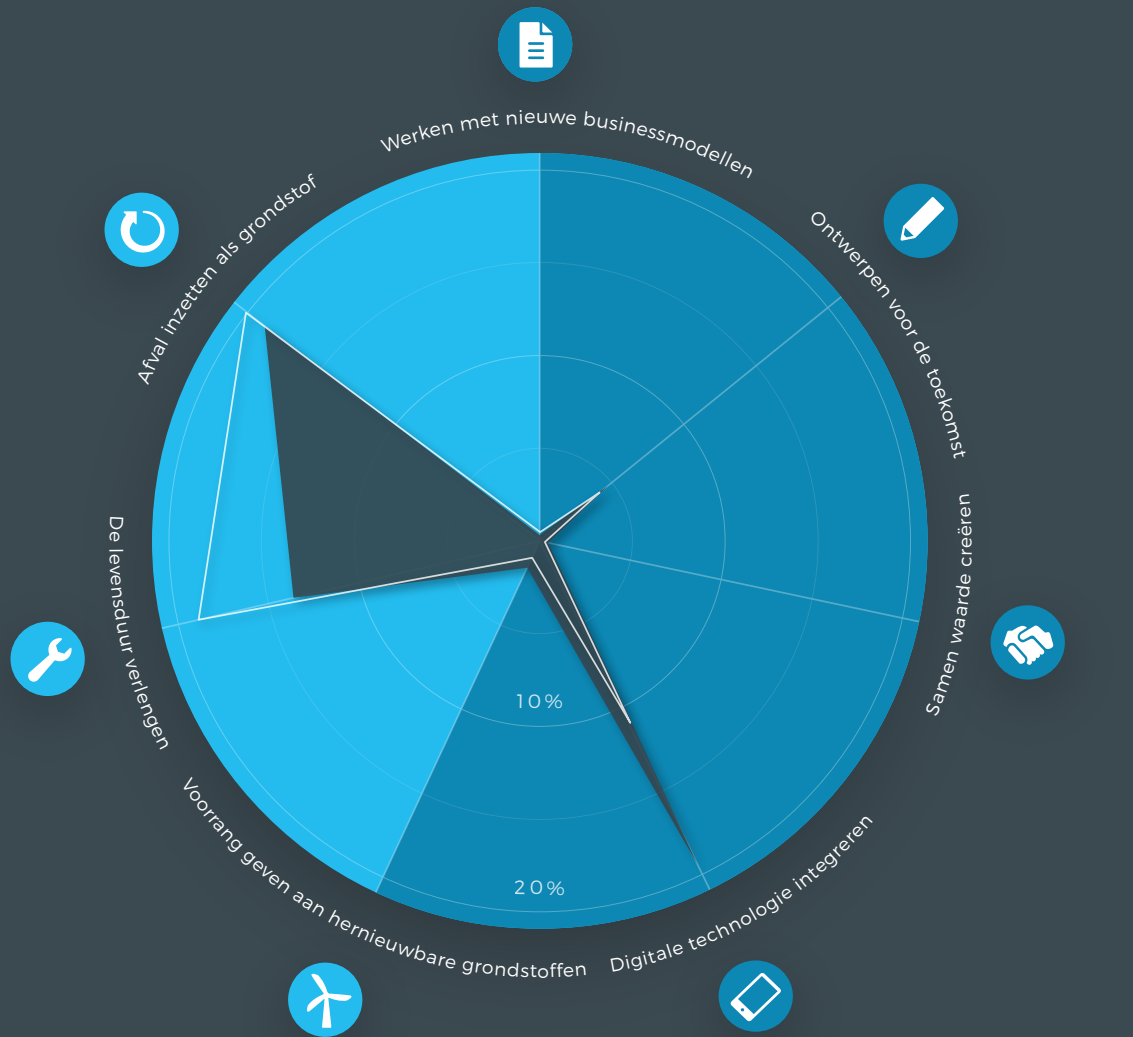 Werken met nieuwe businessmodellen
Ontwerpen voor de toekomst
Samen waarde creëren
Digitale technologie integreren
Voorrang geven aan hernieuwbare grondstoffen
De levensduur verlengen
Afval inzetten als grondstof
10%
20%